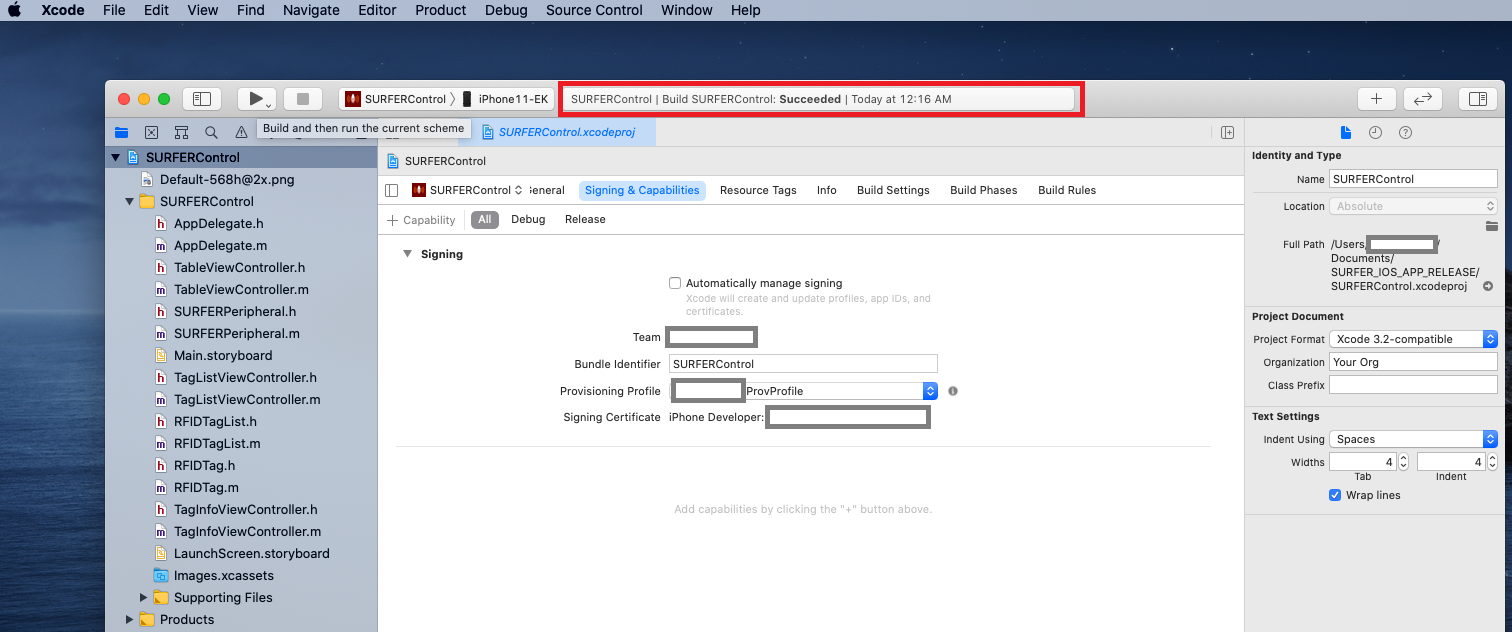 Xcode File Edit View Find Navigate Editor Product Debug Source Control Window Help
SURFERControl iPhone11-EK
SURFERControl | Build SURFERControl: Succeeded | Today at 12:16 AM
Build and then run the current scheme
SURFERControl.xcodeproj
SURFERControl
Default-568h@2x.png
SURFERControl
AppDelegate.h
AppDelegate.m
TableViewController.h
TableViewController.m
SURFERPeripheral.h
SURFERPeripheral.m
Main.storyboard
TagListViewController.h
TagListViewController.m
RFIDTagList.h
RFIDTagList.m
RFIDTag.h
RFIDTag.m
TagInfoViewController.h
TagInfoViewController.m
LaunchScreen.storyboard
Images.xcassets
Supporting Files
Products
SURFERControl
SURFERControl eneral Signing & Capabilities Resource Tags Info Build Settings Build Phases Build Rules
+ Capability All Debug Release
Signing
Automatically manage signing
Xcode will create and update profiles, app IDs, and
certificates.
Team
Bundle Identifier SURFERControl
Provisioning Profile ProvProfile
Signing Certificate iPhone Developer:
Add capabilities by clicking the "+" button above.
Identity and Type
Name SURFERControl
Location Absolute
Full Path /Users/ /
Documents/
SURFER_IOS_APP_RELEASE/
SURFERControl.xcodeproj
Project Document
Project Format Xcode 3.2-compatible
Organization Your Org
Class Prefix
Text Settings
Indent Using Spaces
Widths 4 4
Tab Indent
Wrap lines